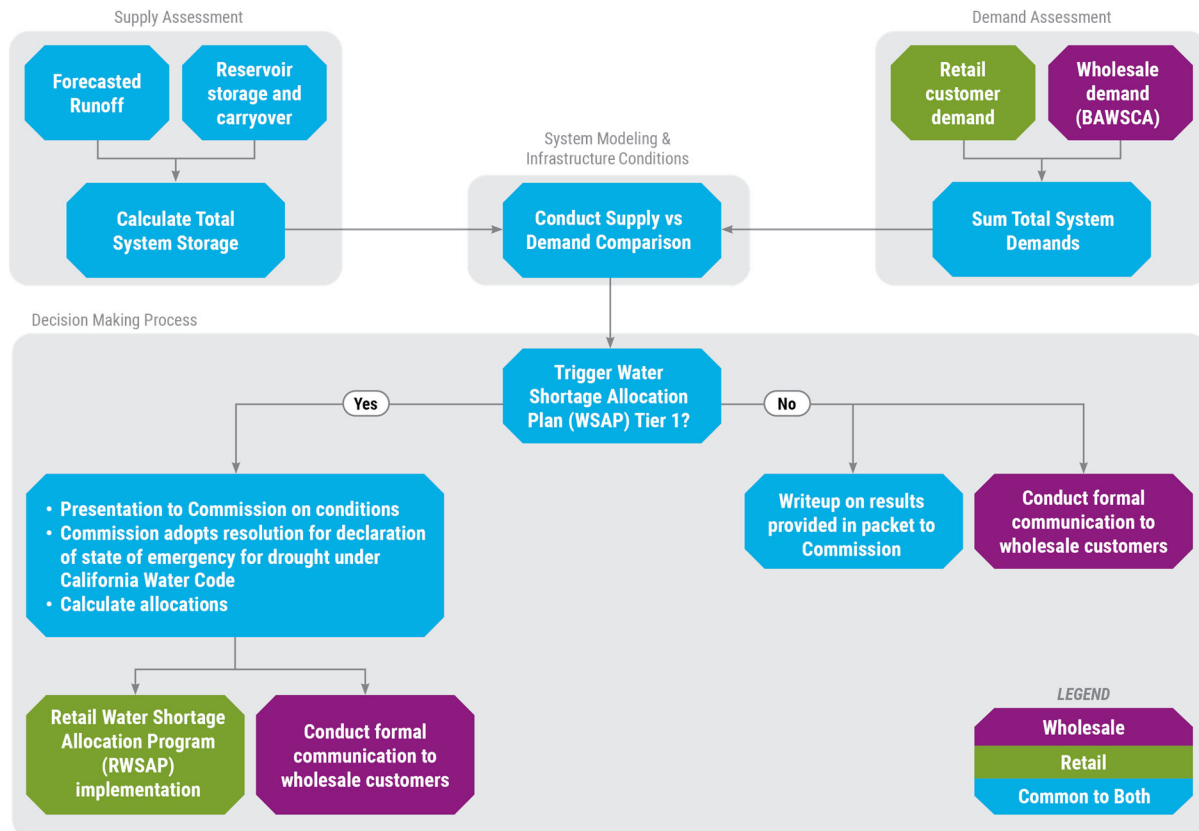 Supply Assessment
Forecasted
Runoff
Reservoir
storage and
carryover
Calculate Total
System Storage
System Modeling &
Infrastructure Conditions
Conduct Supply vs
Demand Comparison
Demand Assessment
Retail
customer
demand
Wholesale
demand
(BAWSCA)
Sum Total System
Demands
Decision Making Process
Trigger Water
Shortage Allocation
Plan (WSAP) Tier 1?
Yes
No
• Presentation to Commission on conditions
• Commission adopts resolution for declaration
of state of emergency for drought under
California Water Code
• Calculate allocations
Writeup on results
provided in packet to
Commission
Conduct formal
communication to
wholesale customers
Retail Water Shortage
Allocation Program
(RWSAP)
implementation
Conduct formal
communication to
wholesale customers
LEGEND
Wholesale
Retail
Common to Both